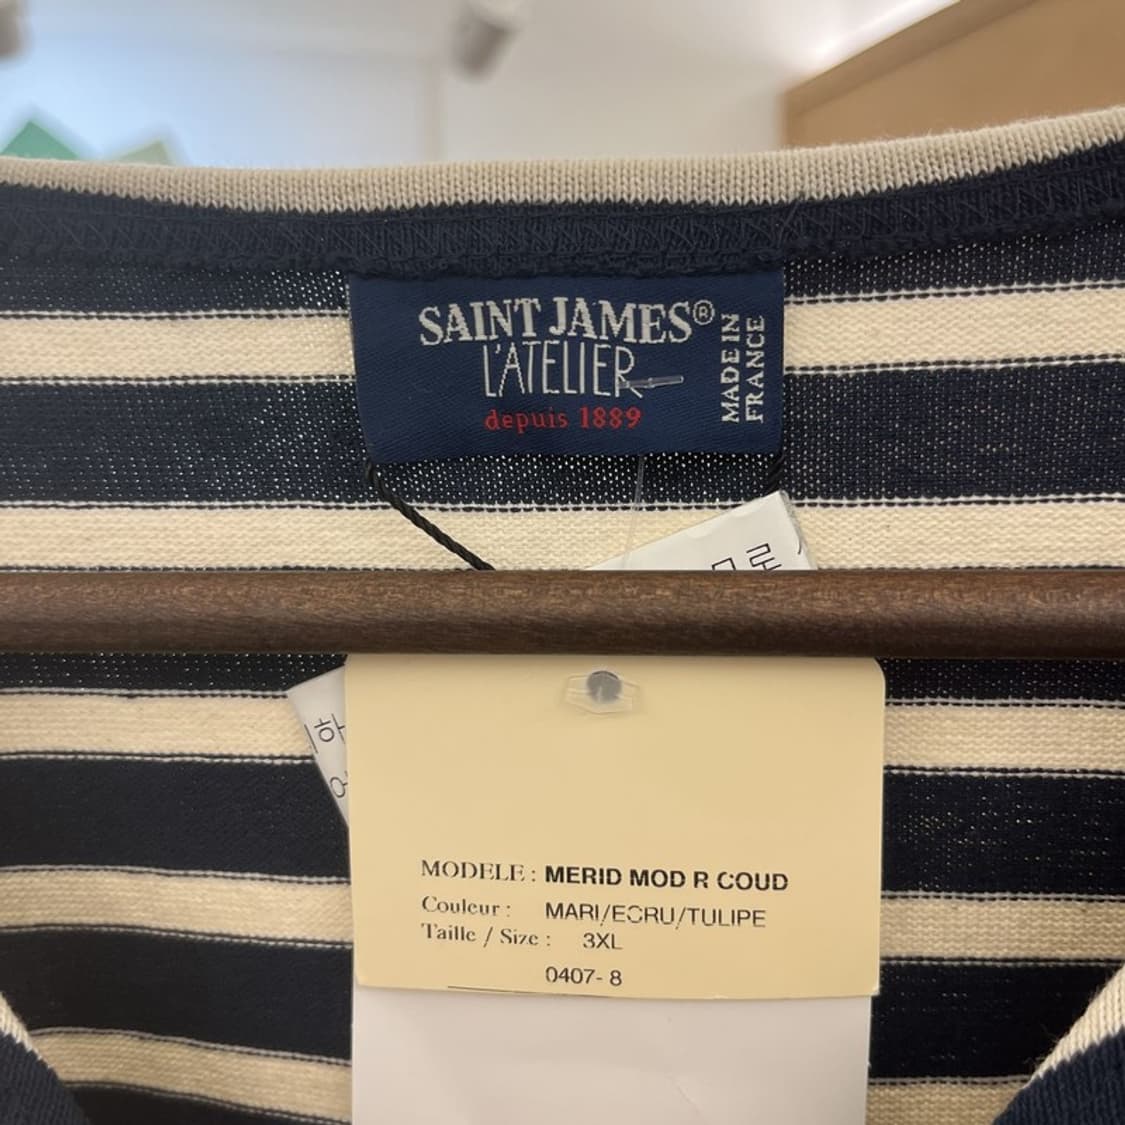 SAINT JAMES®
L'ATELIER
depuis 1889
MADE IN
FRANCE
MODELE : MERID MOD R COUD
Couleur : MARI/ECRU/TULIPE
Taille / Size : 3XL
0407- 8